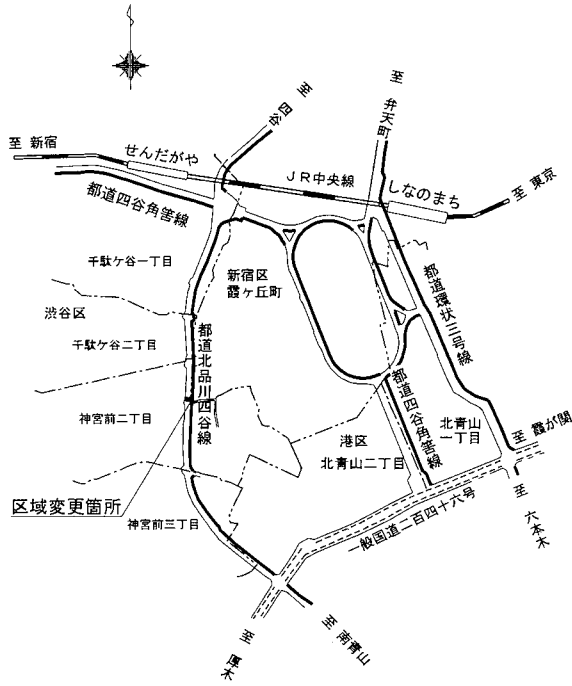 至 四谷
至 弁天町
至 新宿
せんだがや
JR中央線
しなのまち
至 東京
都道四谷角筈線
千駄ケ谷一丁目
新宿区
霞ヶ丘町
都道環状三号線
渋谷区
千駄ケ谷二丁目
都道北品川四谷線
都道四谷角筈線
神宮前二丁目
港区
北青山二丁目
北青山
一丁目
至 霞が関
区域変更箇所
神宮前三丁目
一般国道二百四十六号
至 六本木
至 厚木
至 南青山